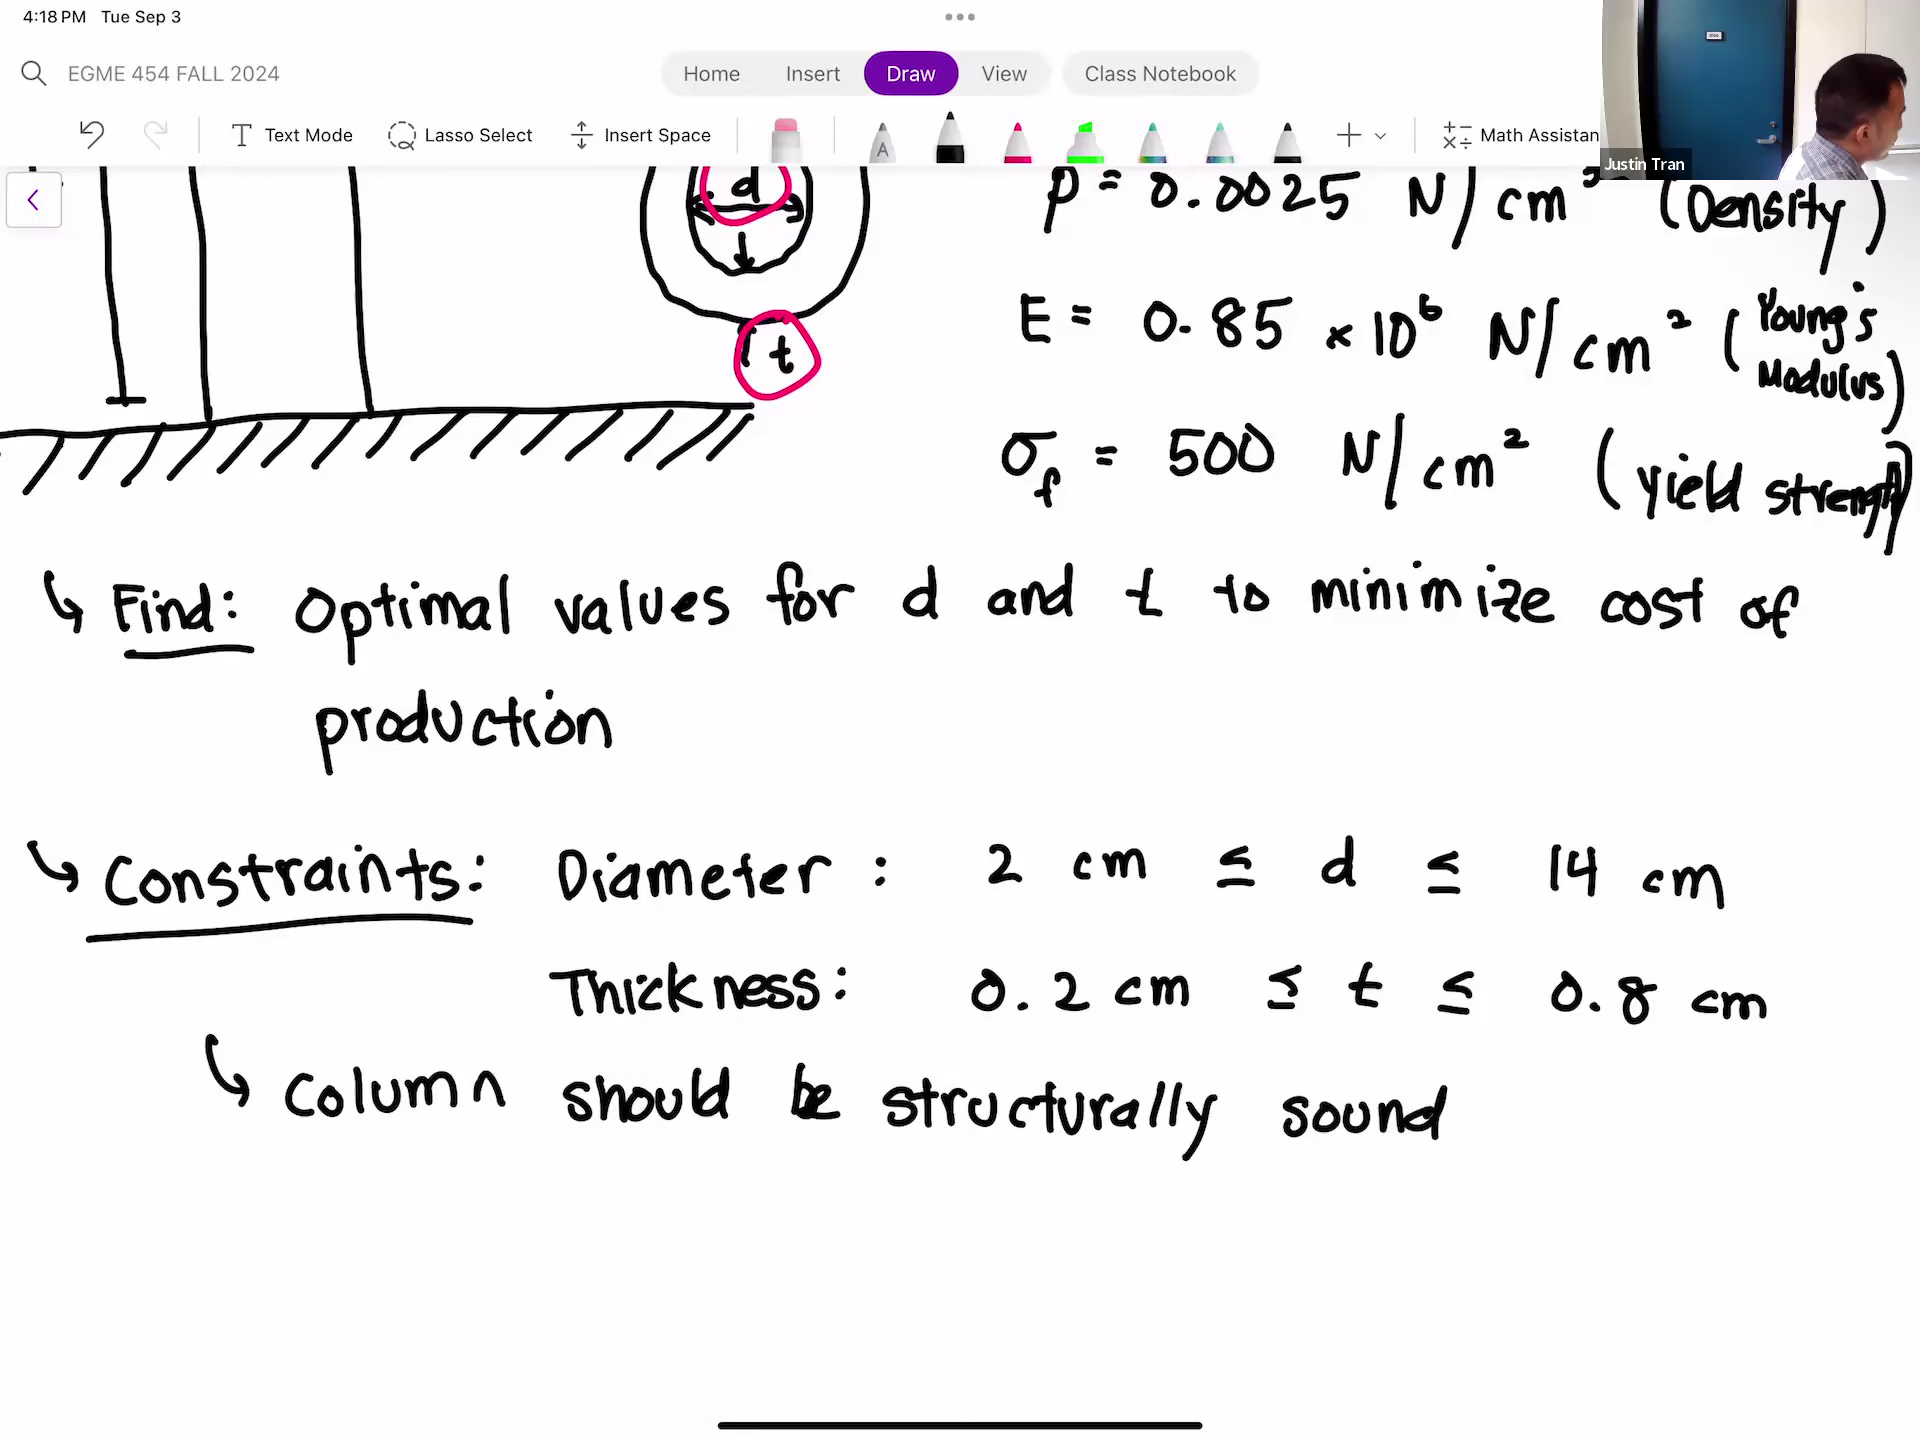 4:18 PM Tue Sep 3
EGME 454 FALL 2024
Home Insert Draw View Class Notebook
Text Mode Lasso Select Insert Space A Math Assistan
Justin Tran
d
t
ρ = 0.0025 N/cm³ (Density)
E = 0.85 × 10⁶ N/cm² (Young's Modulus)
σf = 500 N/cm² (yield strength)
Find: Optimal values for d and t to minimize cost of
production
Constraints: Diameter: 2 cm ≤ d ≤ 14 cm
Thickness: 0.2 cm ≤ t ≤ 0.8 cm
Column should be structurally sound